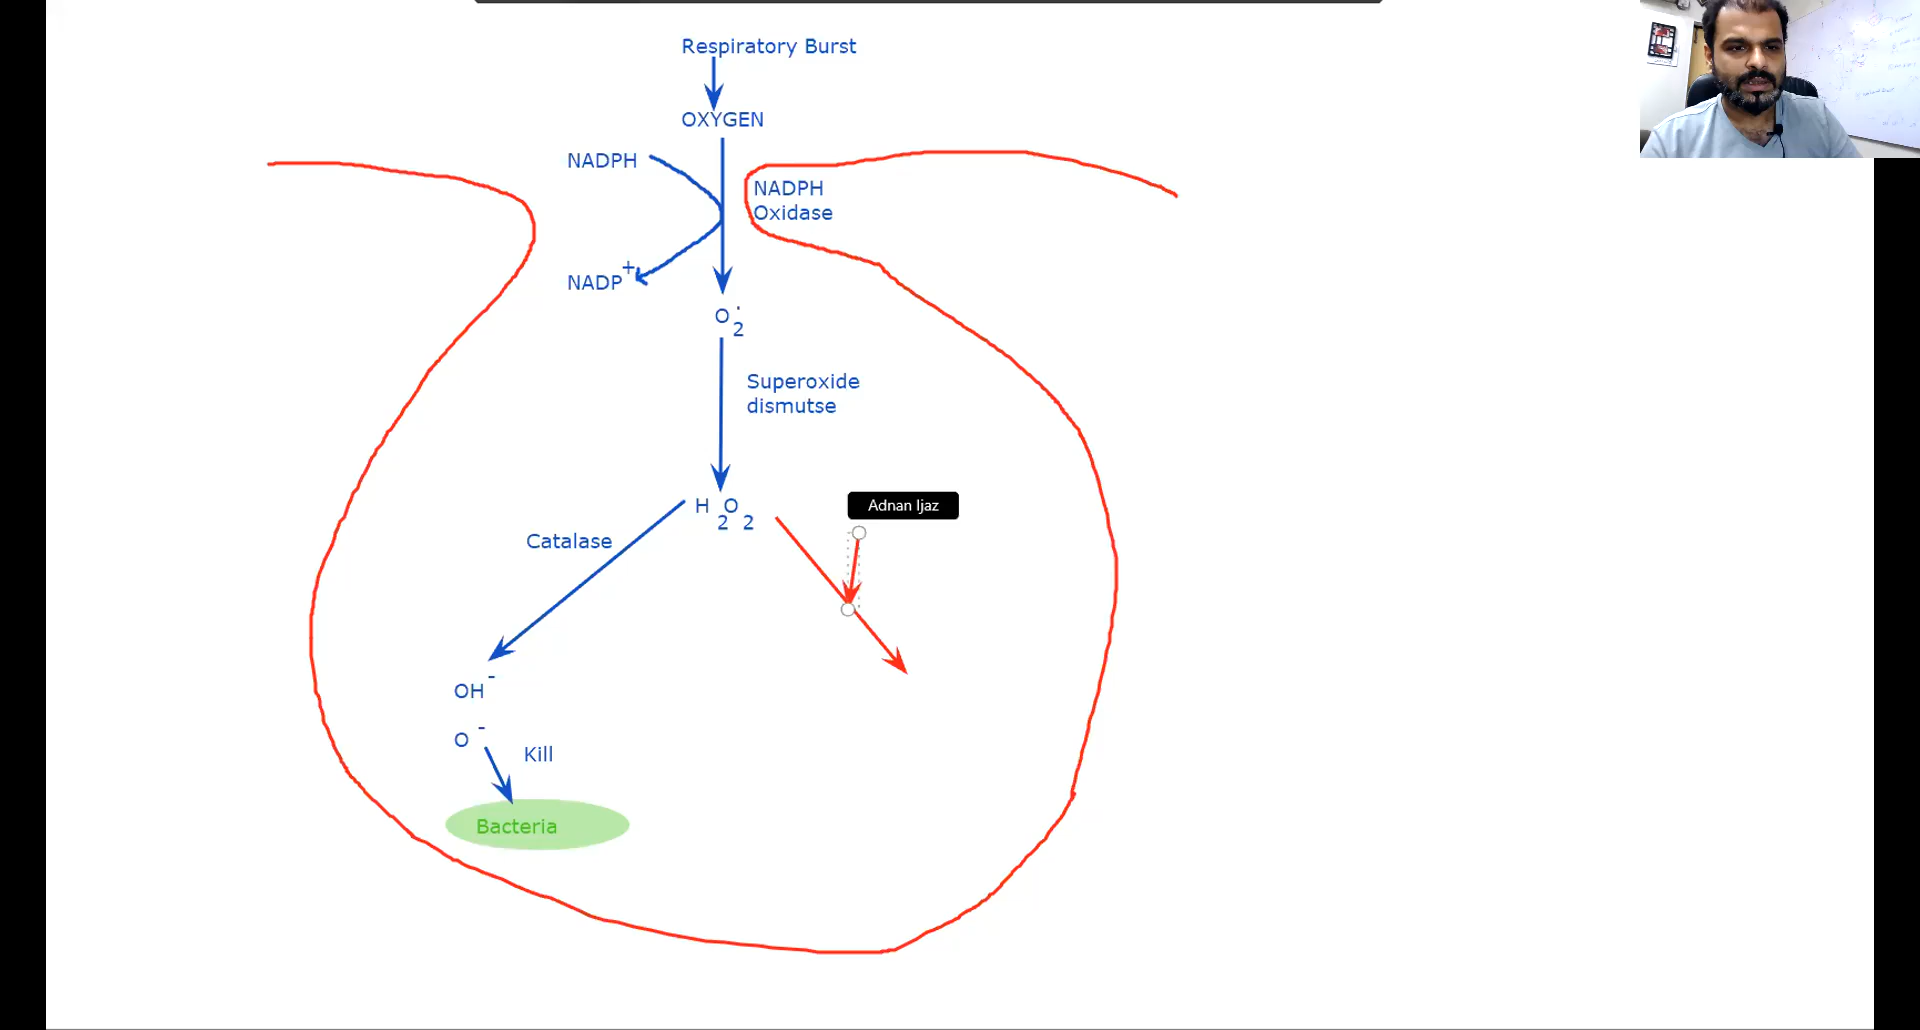 Respiratory Burst
OXYGEN
NADPH
NADPH
Oxidase
NADP+
O2˙
Superoxide
dismutse
H2O2
Adnan Ijaz
Catalase
OH-
O-
Kill
Bacteria